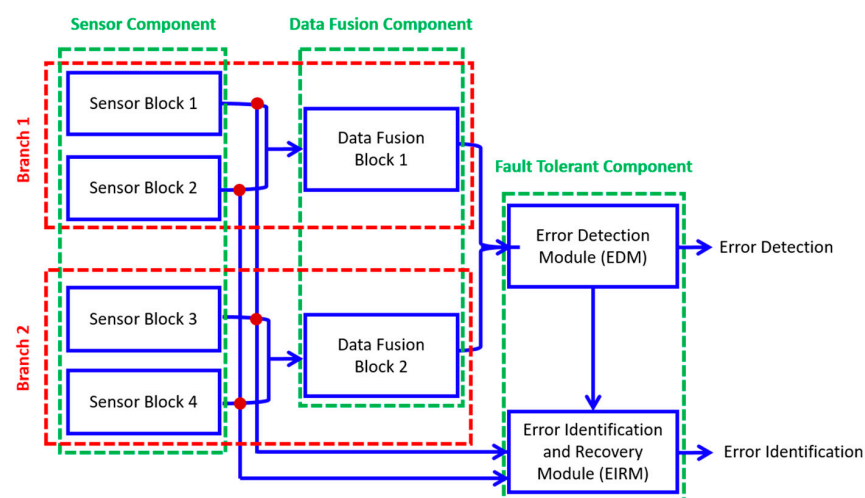 Sensor Component
Data Fusion Component
Branch 1
Sensor Block 1
Sensor Block 2
Data Fusion
Block 1
Fault Tolerant Component
Error Detection
Module (EDM)
Error Detection
Branch 2
Sensor Block 3
Sensor Block 4
Data Fusion
Block 2
Error Identification
and Recovery
Module (EIRM)
Error Identification